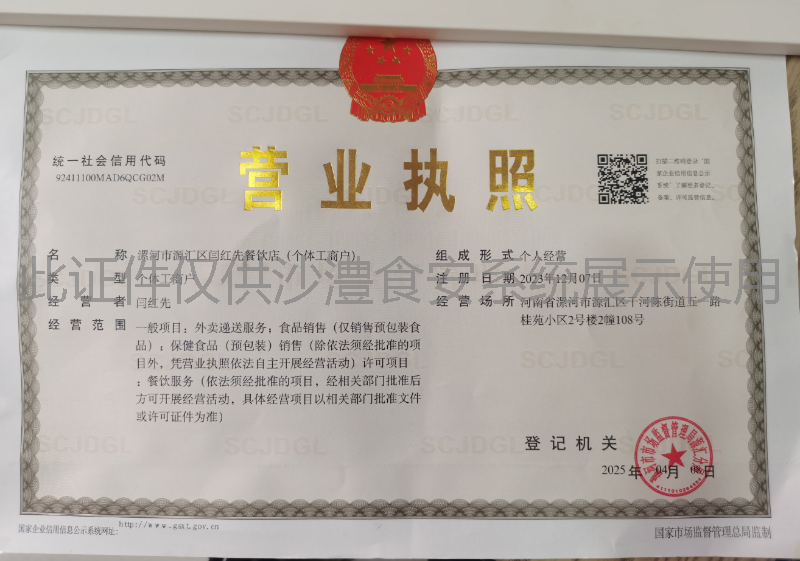 统一社会信用代码
92411100MAD6QCG02M
营业执照
扫描二维码登录“国
家企业信用信息公示
系统”了解更多登记、
备案、许可监管信息。
名称 漯河市源汇区闫红先餐饮店（个体工商户）
类型 个体工商户
经营者 闫红先
经营范围 一般项目：外卖递送服务；食品销售（仅销售预包装食
品）；保健食品（预包装）销售（除依法须经批准的项
目外，凭营业执照依法自主开展经营活动）许可项目
：餐饮服务（依法须经批准的项目，经相关部门批准后
方可开展经营活动，具体经营项目以相关部门批准文件
或许可证件为准）
组成形式 个人经营
注册日期 2023年12月07日
经营场所 河南省漯河市源汇区干河陈街道五一路
桂苑小区2号楼2幢108号
此证件仅供沙澧食安系统展示使用
登记机关
2025年04月08日
国家企业信用信息公示系统网址：http://www.gsxt.gov.cn
国家市场监督管理总局监制
SCJDGL